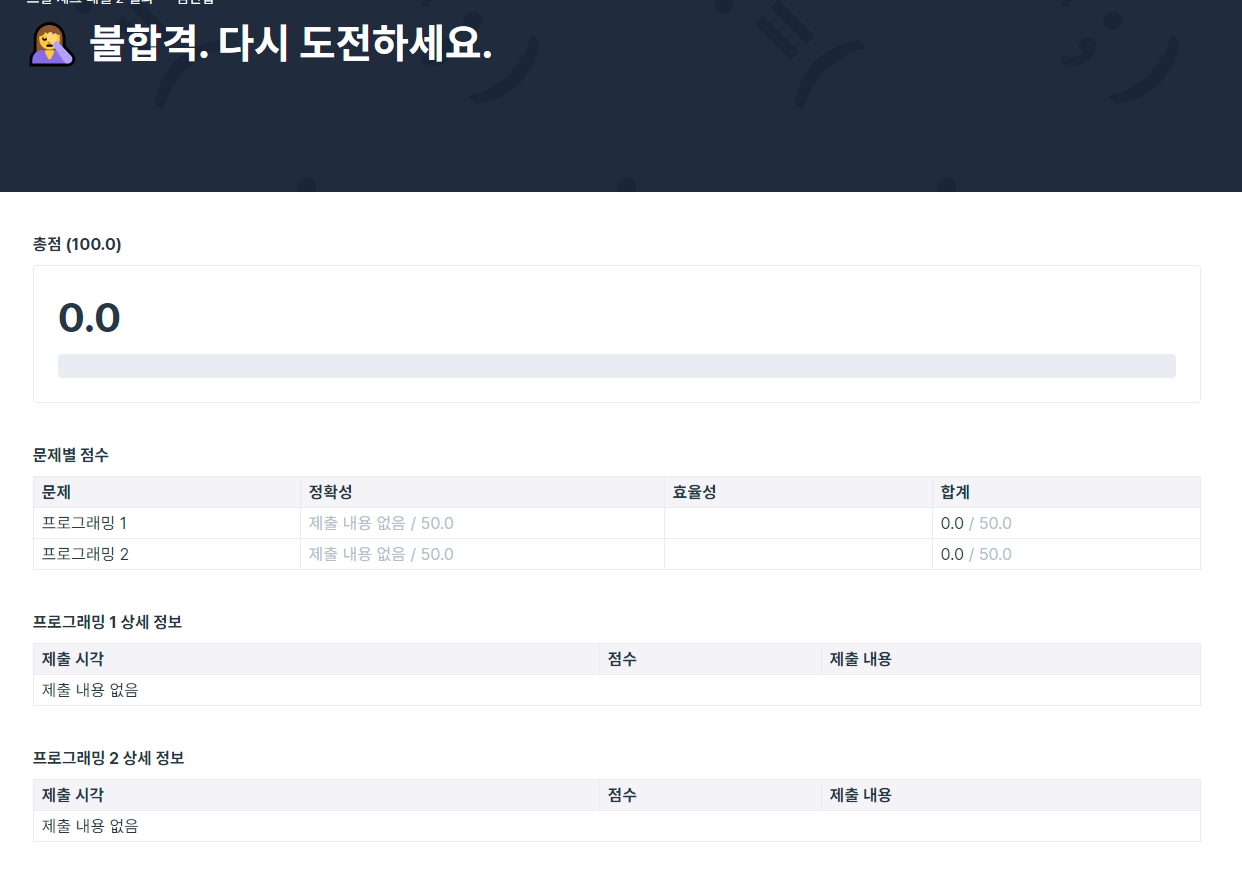 불합격. 다시 도전하세요.
총점 (100.0)
0.0
문제별 점수
문제 정확성 효율성 합계
프로그래밍 1 제출 내용 없음 / 50.0 0.0 / 50.0
프로그래밍 2 제출 내용 없음 / 50.0 0.0 / 50.0
프로그래밍 1 상세 정보
제출 시각 점수 제출 내용
제출 내용 없음
프로그래밍 2 상세 정보
제출 시각 점수 제출 내용
제출 내용 없음